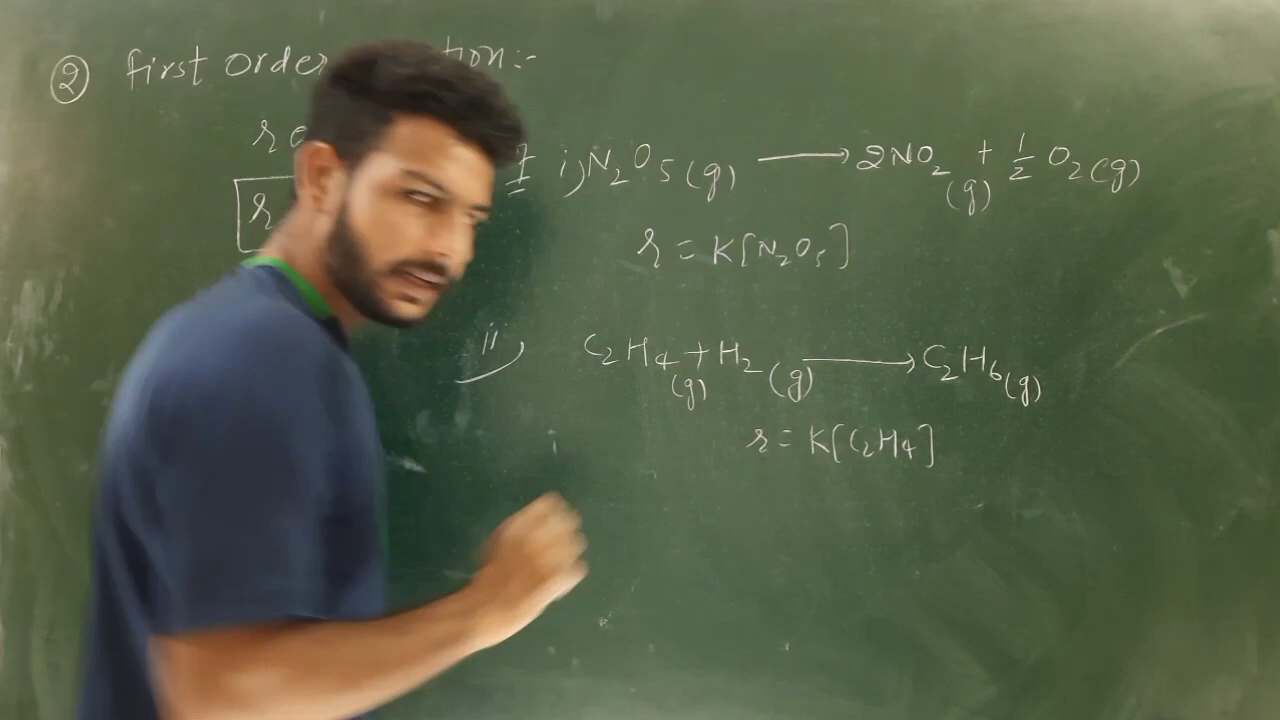 ② first order tion:-
i) N₂O₅(g) ⟶ 2NO₂(g) + ½ O₂(g)
r = K[N₂O₅]
ii) C₂H₄(g) + H₂(g) ⟶ C₂H₆(g)
r = K[C₂H₄]